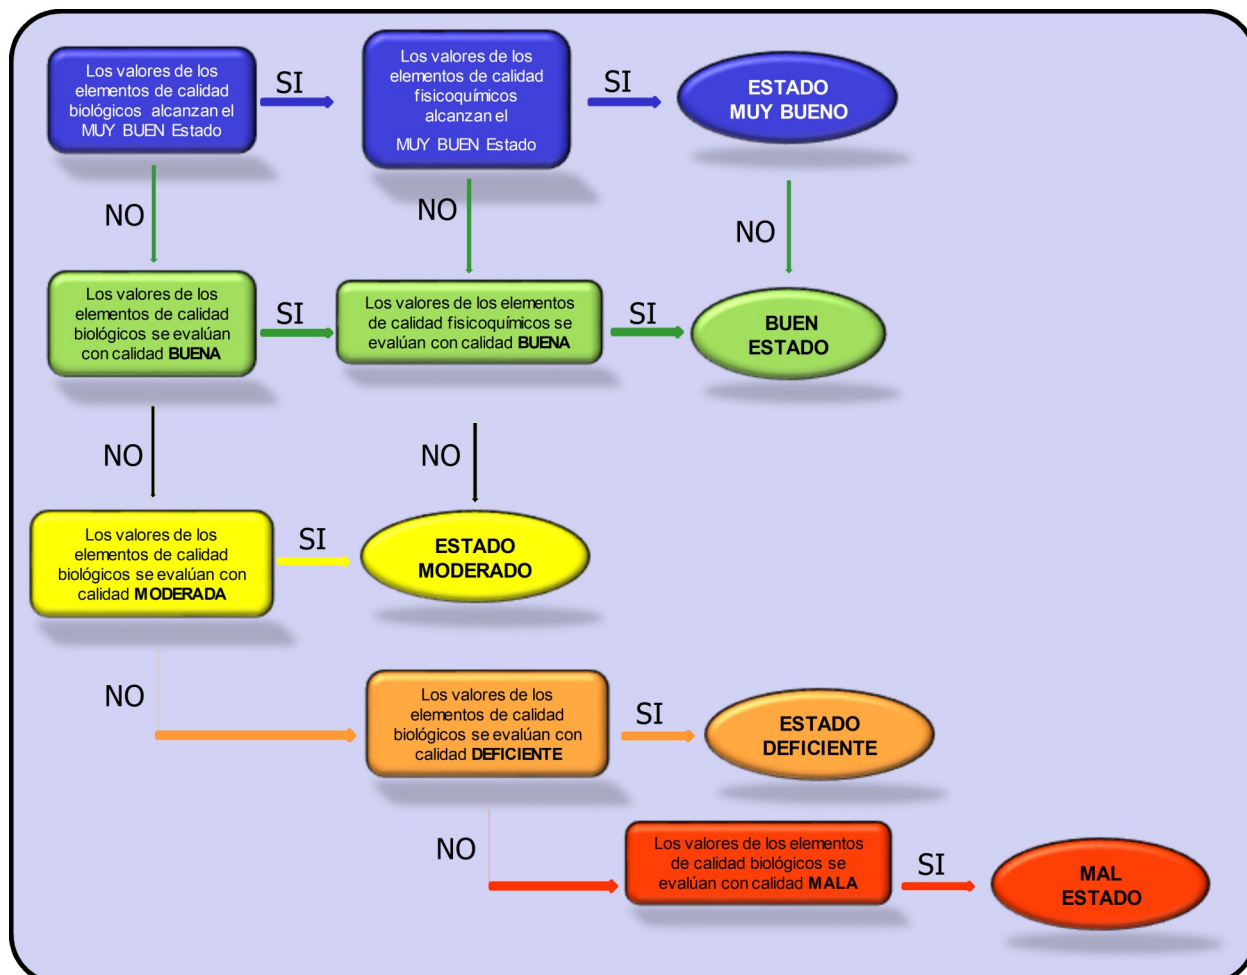 Los valores de los
elementos de calidad
biológicos alcanzan el
MUY BUEN Estado
SI
Los valores de los
elementos de calidad
fisicoquímicos
alcanzan el
MUY BUEN Estado
SI
ESTADO
MUY BUENO
NO
NO
NO
Los valores de los
elementos de calidad
biológicos se evalúan
con calidad BUENA
SI
Los valores de los elementos
de calidad fisicoquímicos se
evalúan con calidad BUENA
SI
BUEN
ESTADO
NO
NO
Los valores de los
elementos de calidad
biológicos se evalúan con
calidad MODERADA
SI
ESTADO
MODERADO
NO
Los valores de los
elementos de calidad
biológicos se evalúan con
calidad DEFICIENTE
SI
ESTADO
DEFICIENTE
NO
Los valores de los elementos
de calidad biológicos se
evalúan con calidad MALA
SI
MAL
ESTADO